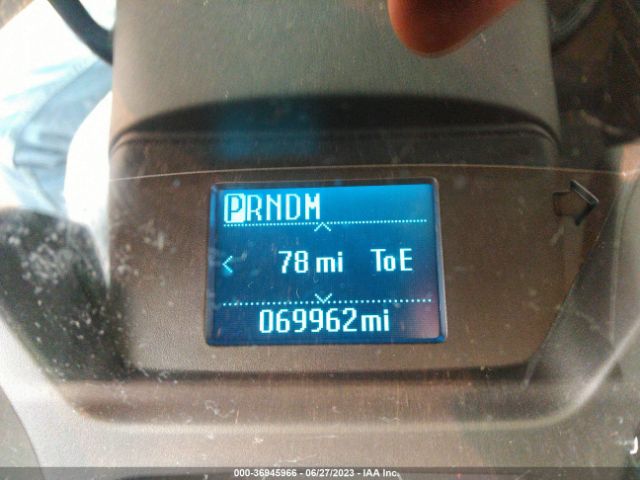 PRNDM
< 78 mi ToE
069962mi
000-36945966 - 06/27/2023 - IAA Inc.